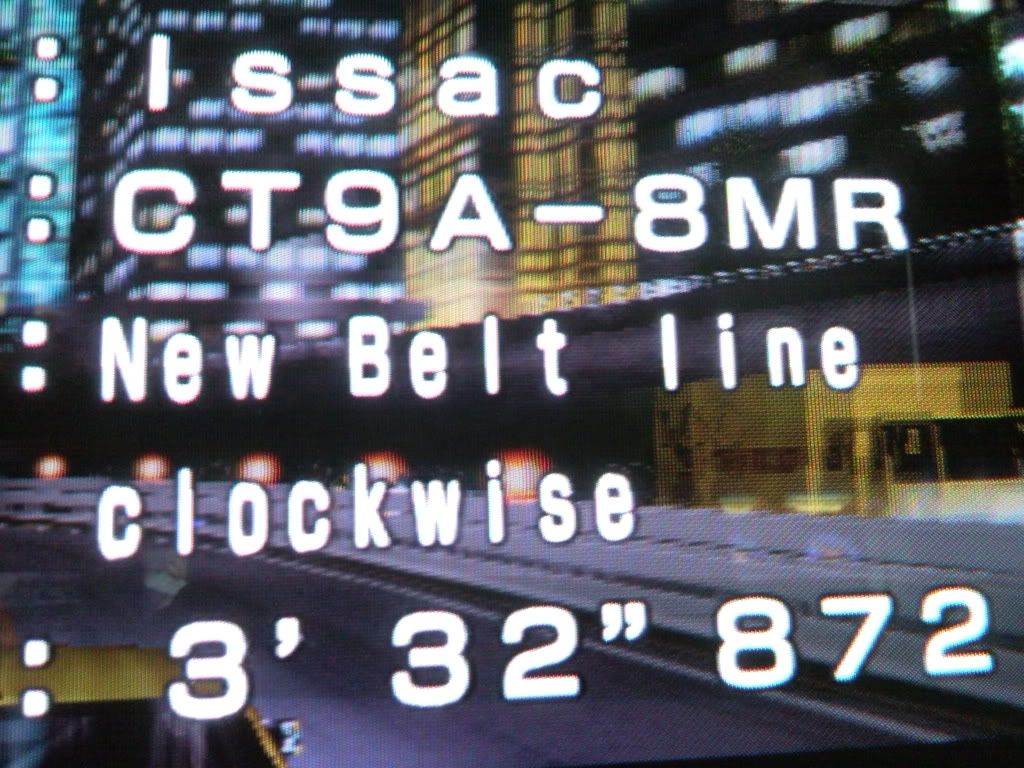 : Issac
: CT9A-8MR
: New Belt line
clockwise
: 3' 32" 872